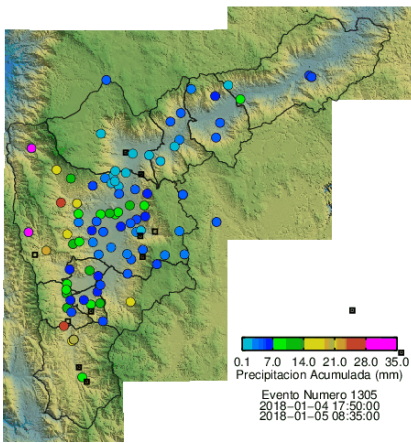 0.1 7.0 14.0 21.0 28.0 35.0
Precipitacion Acumulada (mm)
Evento Numero 1305
2018-01-04 17:50:00
2018-01-05 08:35:00